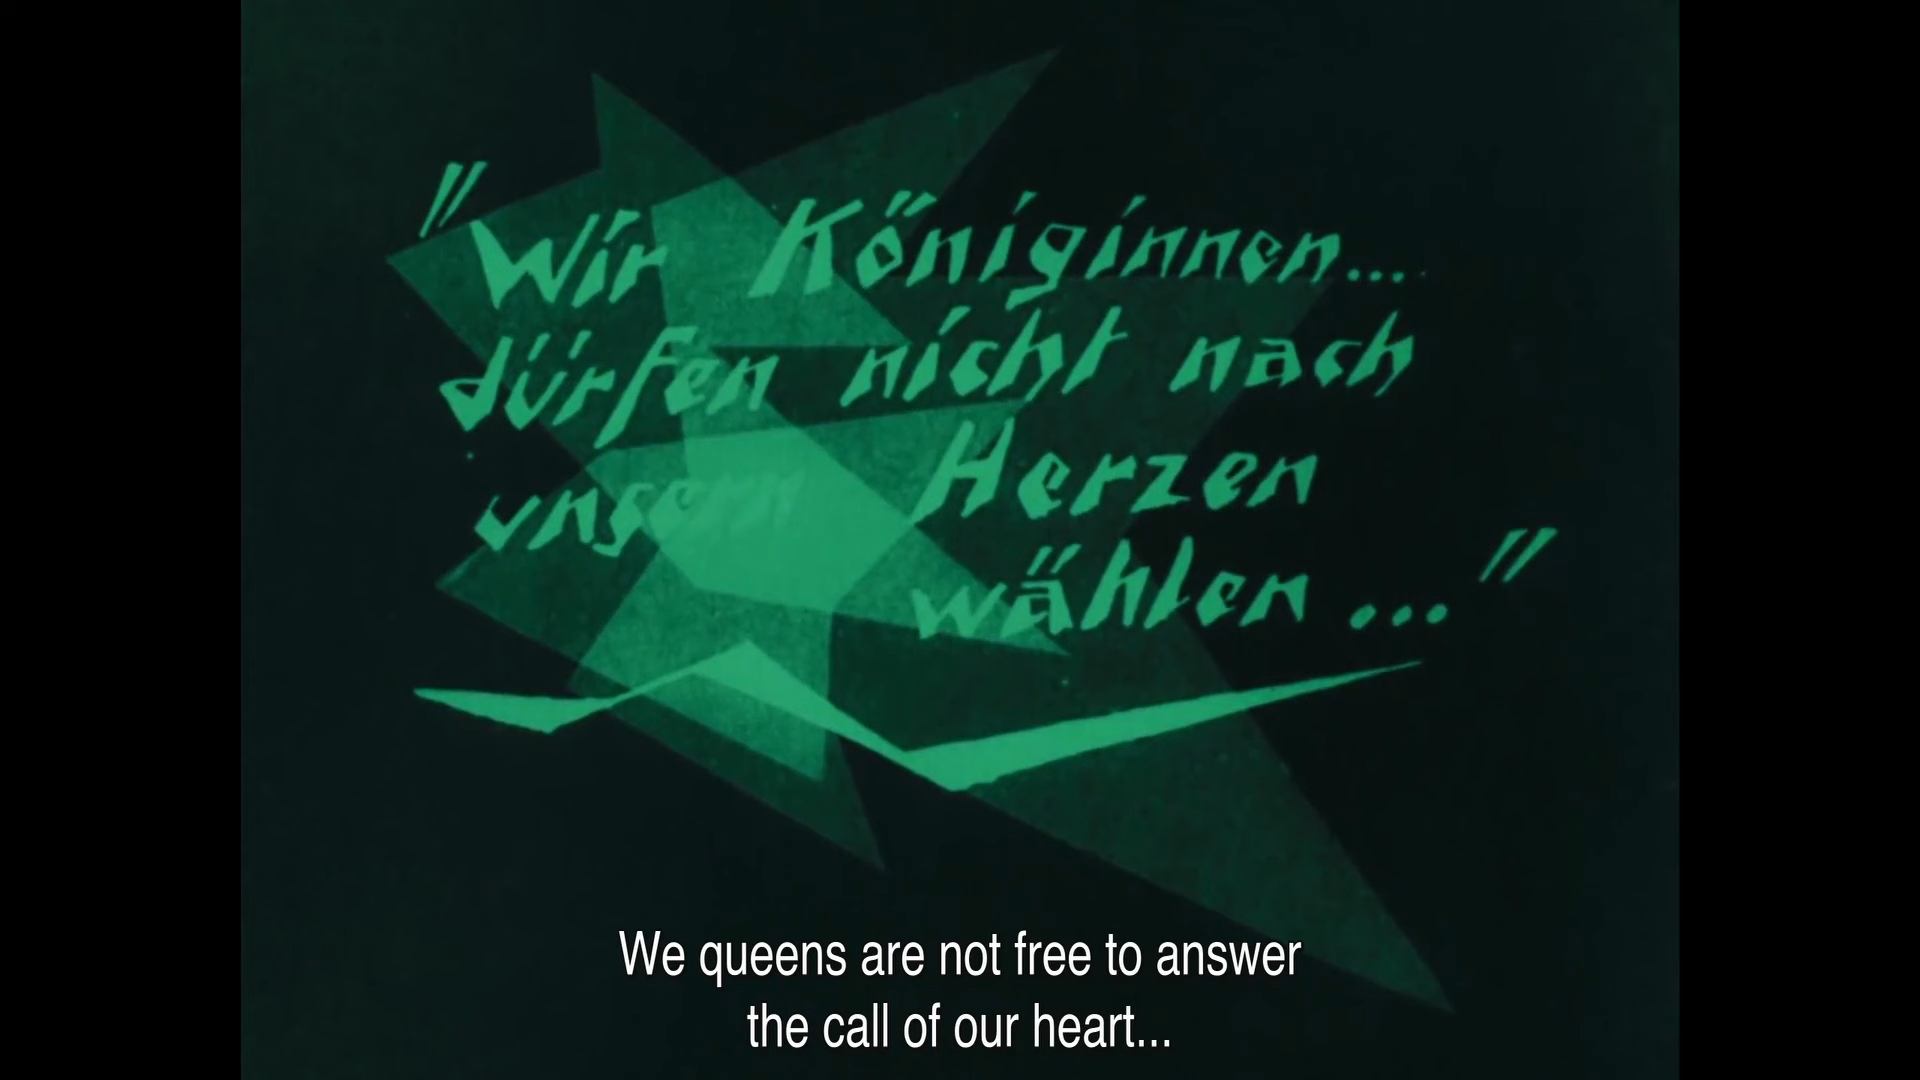 "Wir Königinnen...
dürfen nicht nach
unsern Herzen
wählen..."
We queens are not free to answer
the call of our heart...